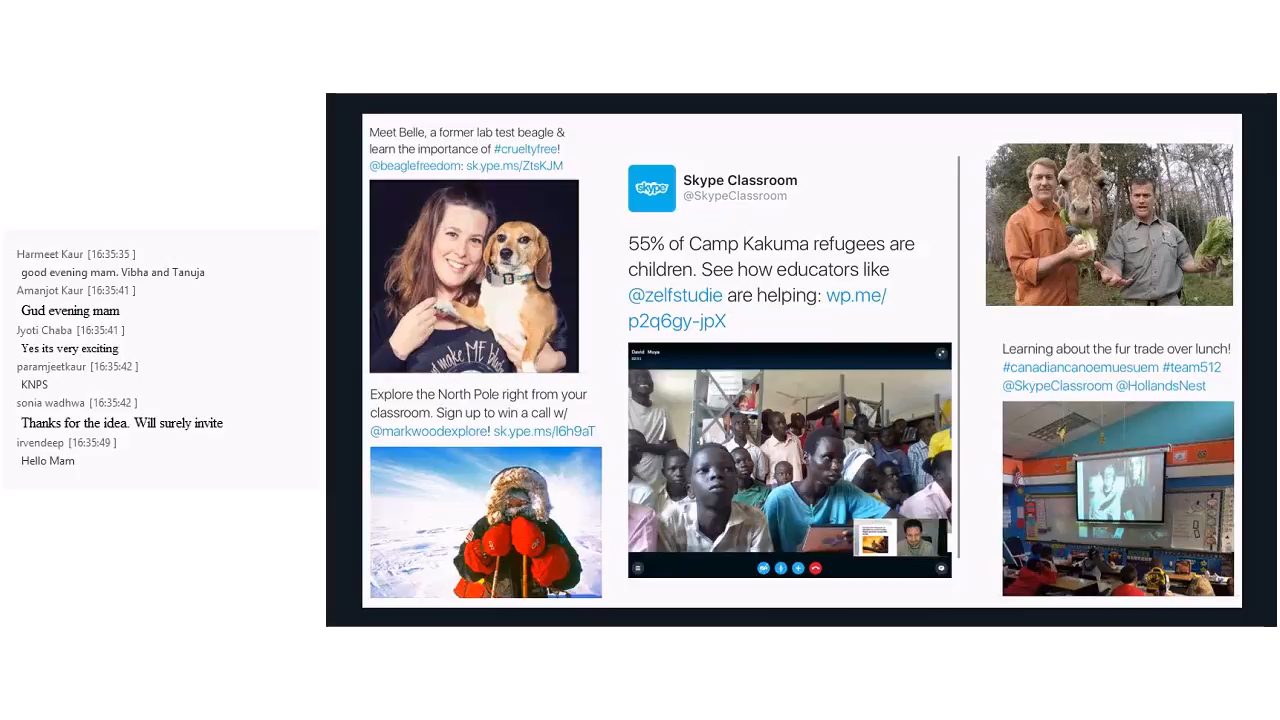 Harmeet Kaur [16:35:35 ]
good evening mam. Vibha and Tanuja
Amanjot Kaur [16:35:41 ]
Gud evening mam
Jyoti Chaba [16:35:41 ]
Yes its very exciting
paramjeetkaur [16:35:42 ]
KNPS
sonia wadhwa [16:35:42 ]
Thanks for the idea. Will surely invite
irvendeep [16:35:49 ]
Hello Mam
Meet Belle, a former lab test beagle &
learn the importance of #crueltyfree!
@beaglefreedom: sk.ype.ms/ZtsKJM
Explore the North Pole right from your
classroom. Sign up to win a call w/
@markwoodexplore! sk.ype.ms/l6h9aT
skype
Skype Classroom
@SkypeClassroom
55% of Camp Kakuma refugees are
children. See how educators like
@zelfstudie are helping: wp.me/
p2q6gy-jpX
David Moya
Learning about the fur trade over lunch!
#canadiancanoemuesuem #team512
@SkypeClassroom @HollandsNest